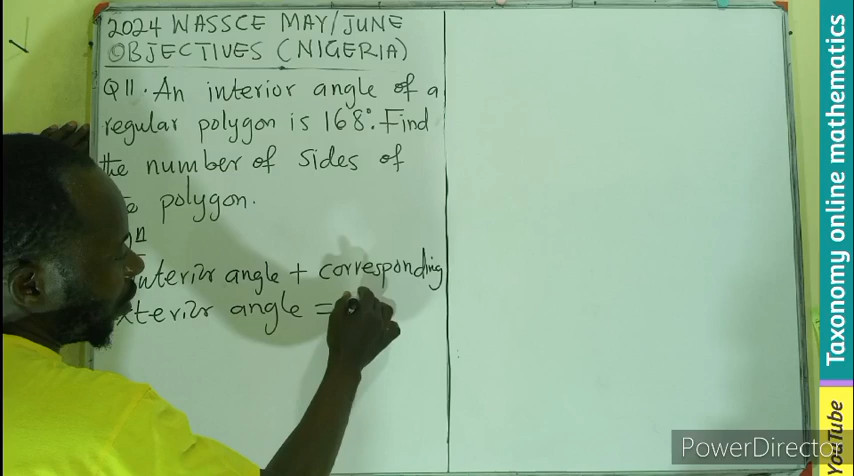 2024 WASSCE MAY/JUNE
OBJECTIVES (NIGERIA)
Q11. An interior angle of a
regular polygon is 168°. Find
the number of sides of
polygon.
interior angle + corresponding
exterior angle =
Taxonomy online mathematics
YouTube
PowerDirector